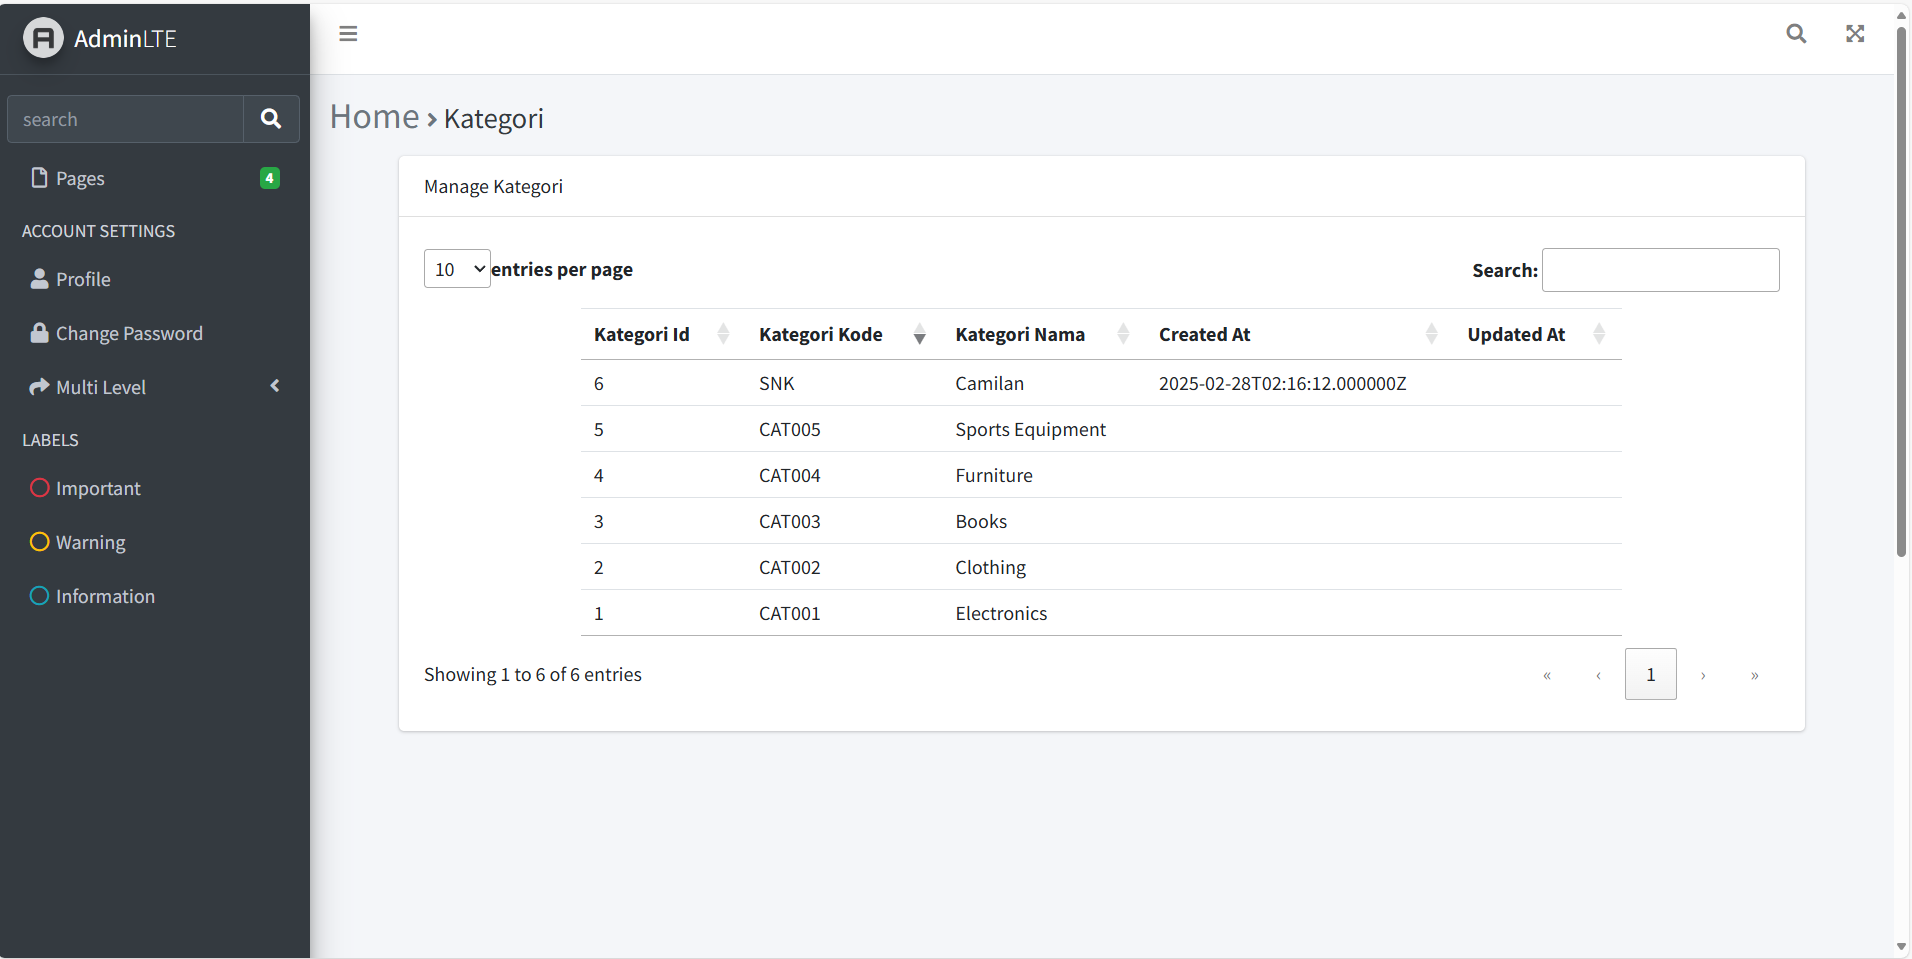 AdminLTE
search
Pages 4
ACCOUNT SETTINGS
Profile
Change Password
Multi Level
LABELS
Important
Warning
Information
Home › Kategori
Manage Kategori
10 entries per page Search:
Kategori Id Kategori Kode Kategori Nama Created At Updated At
6 SNK Camilan 2025-02-28T02:16:12.000000Z
5 CAT005 Sports Equipment
4 CAT004 Furniture
3 CAT003 Books
2 CAT002 Clothing
1 CAT001 Electronics
Showing 1 to 6 of 6 entries « ‹ 1 › »